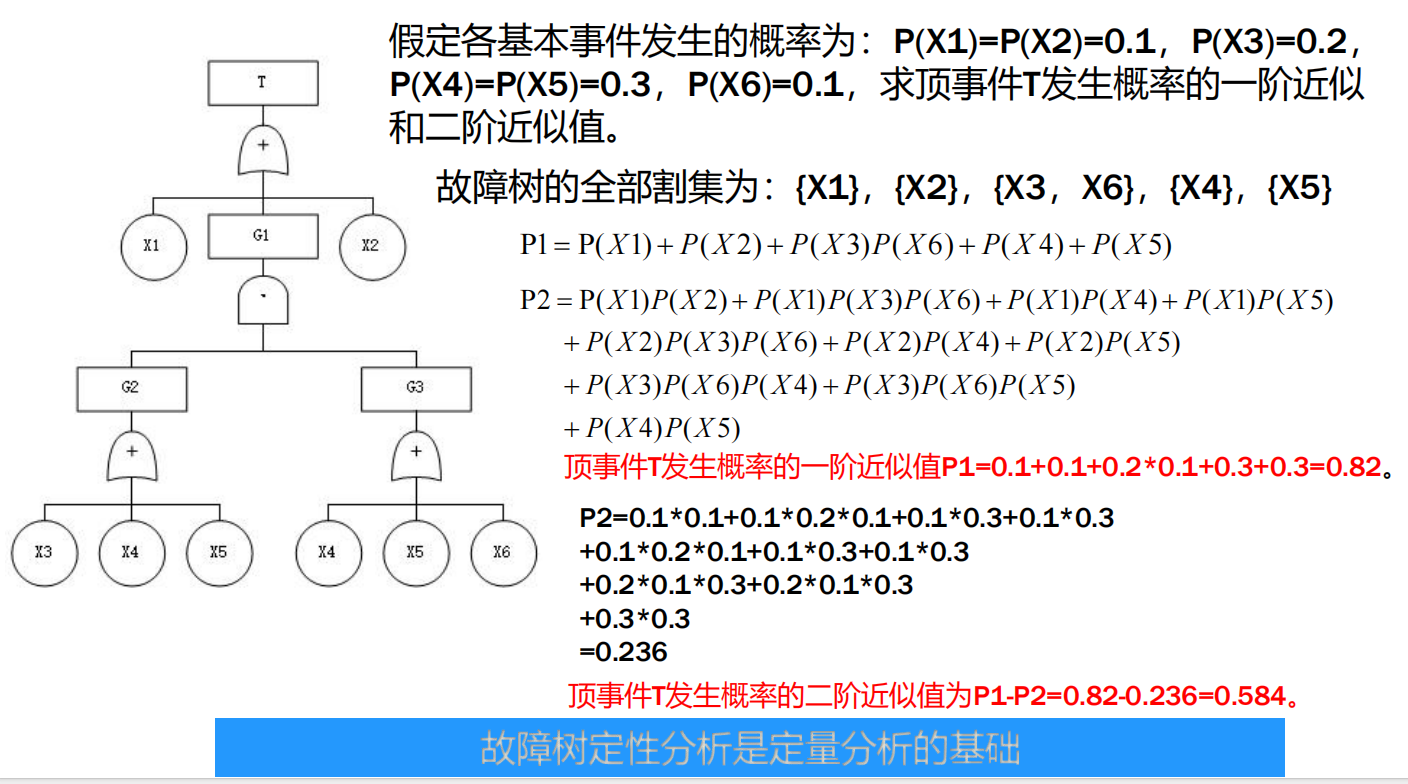 假定各基本事件发生的概率为：P(X1)=P(X2)=0.1，P(X3)=0.2，
P(X4)=P(X5)=0.3，P(X6)=0.1，求顶事件T发生概率的一阶近似
和二阶近似值。
故障树的全部割集为：{X1}，{X2}，{X3，X6}，{X4}，{X5}
T
+
X1
G1
X2
·
G2
G3
+
+
X3
X4
X5
X4
X5
X6
P1 = P(X1) + P(X2) + P(X3)P(X6) + P(X4) + P(X5)
P2 = P(X1)P(X2) + P(X1)P(X3)P(X6) + P(X1)P(X4) + P(X1)P(X5)
+ P(X2)P(X3)P(X6) + P(X2)P(X4) + P(X2)P(X5)
+ P(X3)P(X6)P(X4) + P(X3)P(X6)P(X5)
+ P(X4)P(X5)
顶事件T发生概率的一阶近似值P1=0.1+0.1+0.2*0.1+0.3+0.3=0.82。
P2=0.1*0.1+0.1*0.2*0.1+0.1*0.3+0.1*0.3
+0.1*0.2*0.1+0.1*0.3+0.1*0.3
+0.2*0.1*0.3+0.2*0.1*0.3
+0.3*0.3
=0.236
顶事件T发生概率的二阶近似值为P1-P2=0.82-0.236=0.584。
故障树定性分析是定量分析的基础